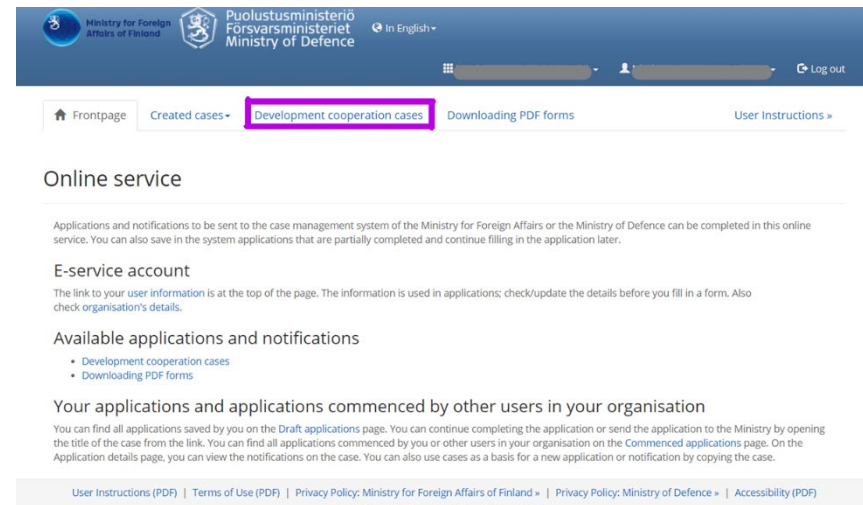 Ministry for Foreign
Affairs of Finland
Puolustusministeriö
Försvarsministeriet
Ministry of Defence
In English
Log out
Frontpage
Created cases
Development cooperation cases
Downloading PDF forms
User Instructions »
Online service
Applications and notifications to be sent to the case management system of the Ministry for Foreign Affairs or the Ministry of Defence can be completed in this online
service. You can also save in the system applications that are partially completed and continue filling in the application later.
E-service account
The link to your user information is at the top of the page. The information is used in applications; check/update the details before you fill in a form. Also
check organisation's details.
Available applications and notifications
• Development cooperation cases
• Downloading PDF forms
Your applications and applications commenced by other users in your organisation
You can find all applications saved by you on the Draft applications page. You can continue completing the application or send the application to the Ministry by opening
the title of the case from the link. You can find all applications commenced by you or other users in your organisation on the Commenced applications page. On the
Application details page, you can view the notifications on the case. You can also use cases as a basis for a new application or notification by copying the case.
User Instructions (PDF) | Terms of Use (PDF) | Privacy Policy: Ministry for Foreign Affairs of Finland » | Privacy Policy: Ministry of Defence » | Accessibility (PDF)